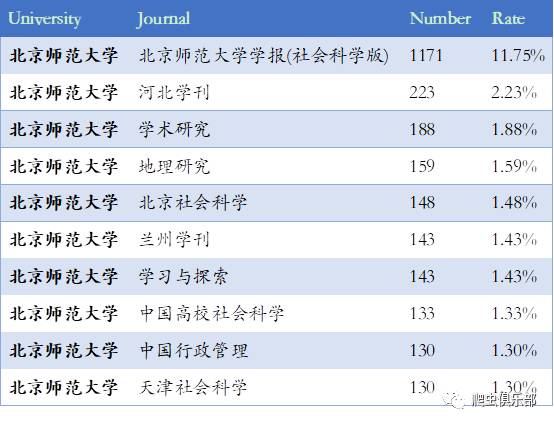 University Journal Number Rate
北京师范大学 北京师范大学学报(社会科学版) 1171 11.75%
北京师范大学 河北学刊 223 2.23%
北京师范大学 学术研究 188 1.88%
北京师范大学 地理研究 159 1.59%
北京师范大学 北京社会科学 148 1.48%
北京师范大学 兰州学刊 143 1.43%
北京师范大学 学习与探索 143 1.43%
北京师范大学 中国高校社会科学 133 1.33%
北京师范大学 中国行政管理 130 1.30%
北京师范大学 天津社会科学 130 1.30%
爬虫俱乐部